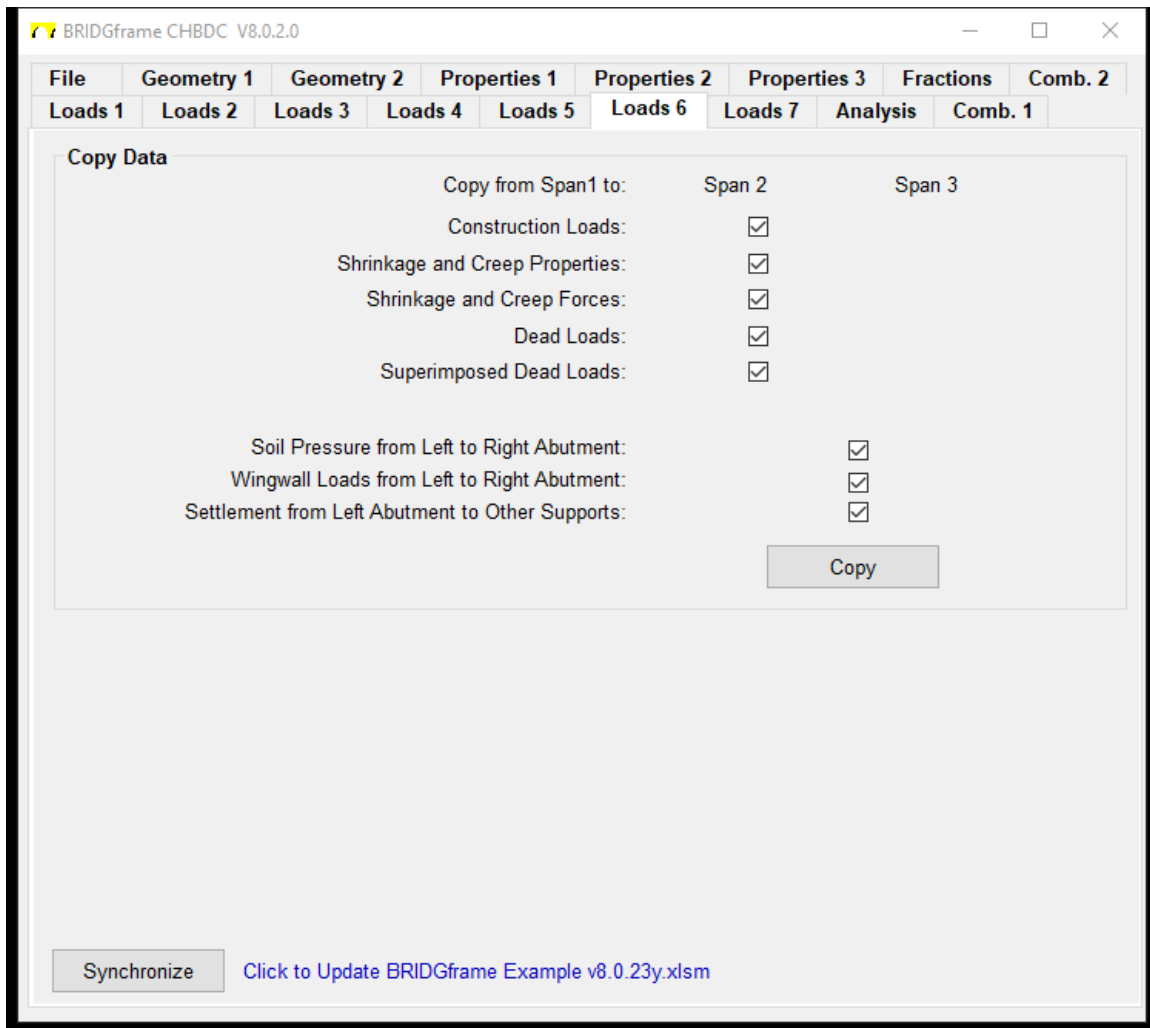 BRIDGframe CHBDC V8.0.2.0
File Geometry 1 Geometry 2 Properties 1 Properties 2 Properties 3 Fractions Comb. 2
Loads 1 Loads 2 Loads 3 Loads 4 Loads 5 Loads 6 Loads 7 Analysis Comb. 1
Copy Data
Copy from Span1 to: Span 2 Span 3
Construction Loads:
Shrinkage and Creep Properties:
Shrinkage and Creep Forces:
Dead Loads:
Superimposed Dead Loads:
Soil Pressure from Left to Right Abutment:
Wingwall Loads from Left to Right Abutment:
Settlement from Left Abutment to Other Supports:
Copy
Synchronize Click to Update BRIDGframe Example v8.0.23y.xlsm